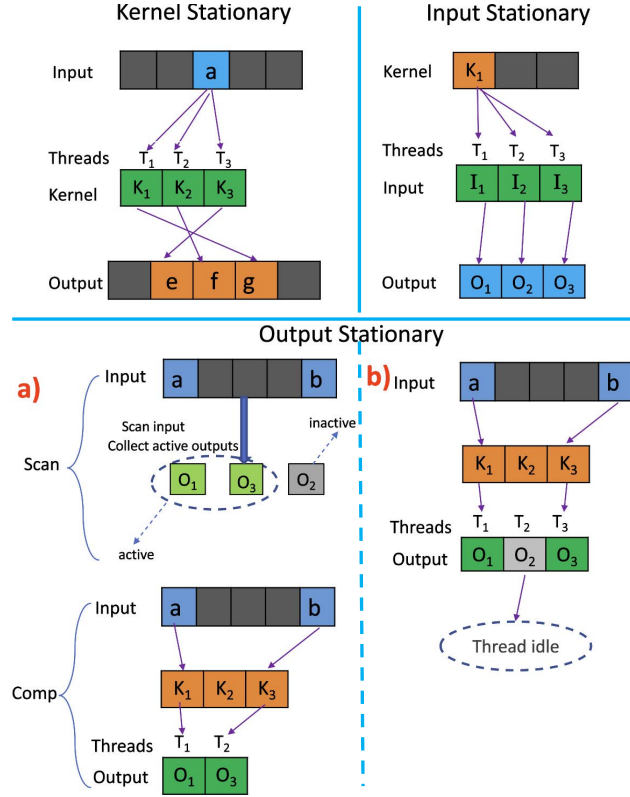 Kernel Stationary
Input a
Threads T1 T2 T3
Kernel K1 K2 K3
Output e f g
Input Stationary
Kernel K1
Threads T1 T2 T3
Input I1 I2 I3
Output O1 O2 O3
Output Stationary
a)
Input a b
Scan input
Collect active outputs
inactive
Scan
O1 O3 O2
active
Input a b
Comp
K1 K2 K3
Threads T1 T2
Output O1 O3
b)
Input a b
K1 K2 K3
Threads T1 T2 T3
Output O1 O2 O3
Thread idle